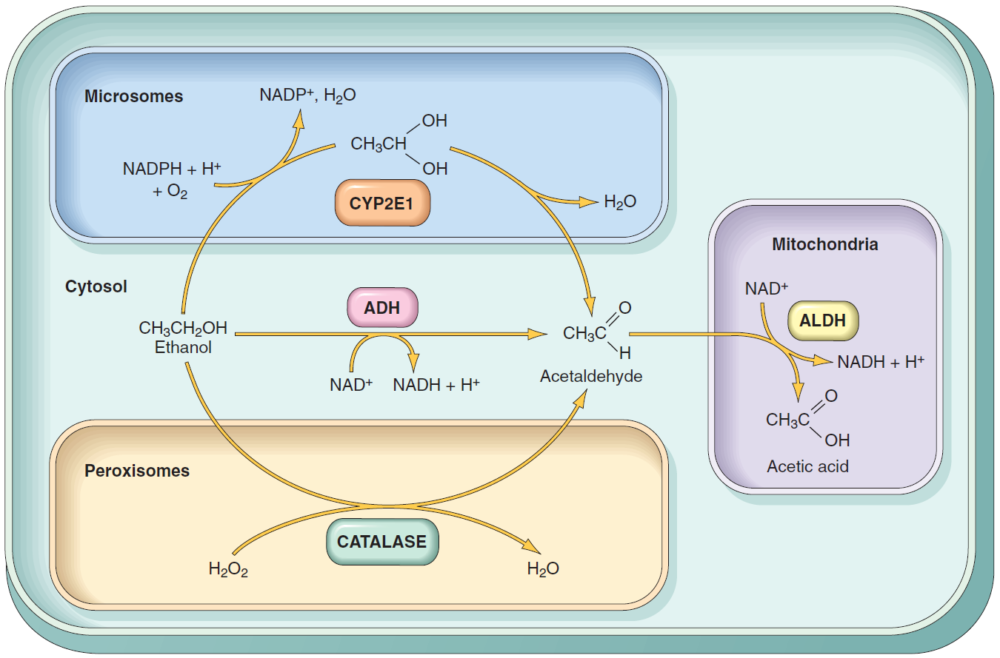 Microsomes
NADP⁺, H₂O
OH
CH₃CH
OH
NADPH + H⁺
+ O₂
CYP2E1
H₂O
Mitochondria
Cytosol
NAD⁺
ADH
O
ALDH
CH₃CH₂OH
Ethanol
CH₃C
H
NADH + H⁺
Acetaldehyde
NAD⁺
NADH + H⁺
O
CH₃C
OH
Acetic acid
Peroxisomes
CATALASE
H₂O₂
H₂O